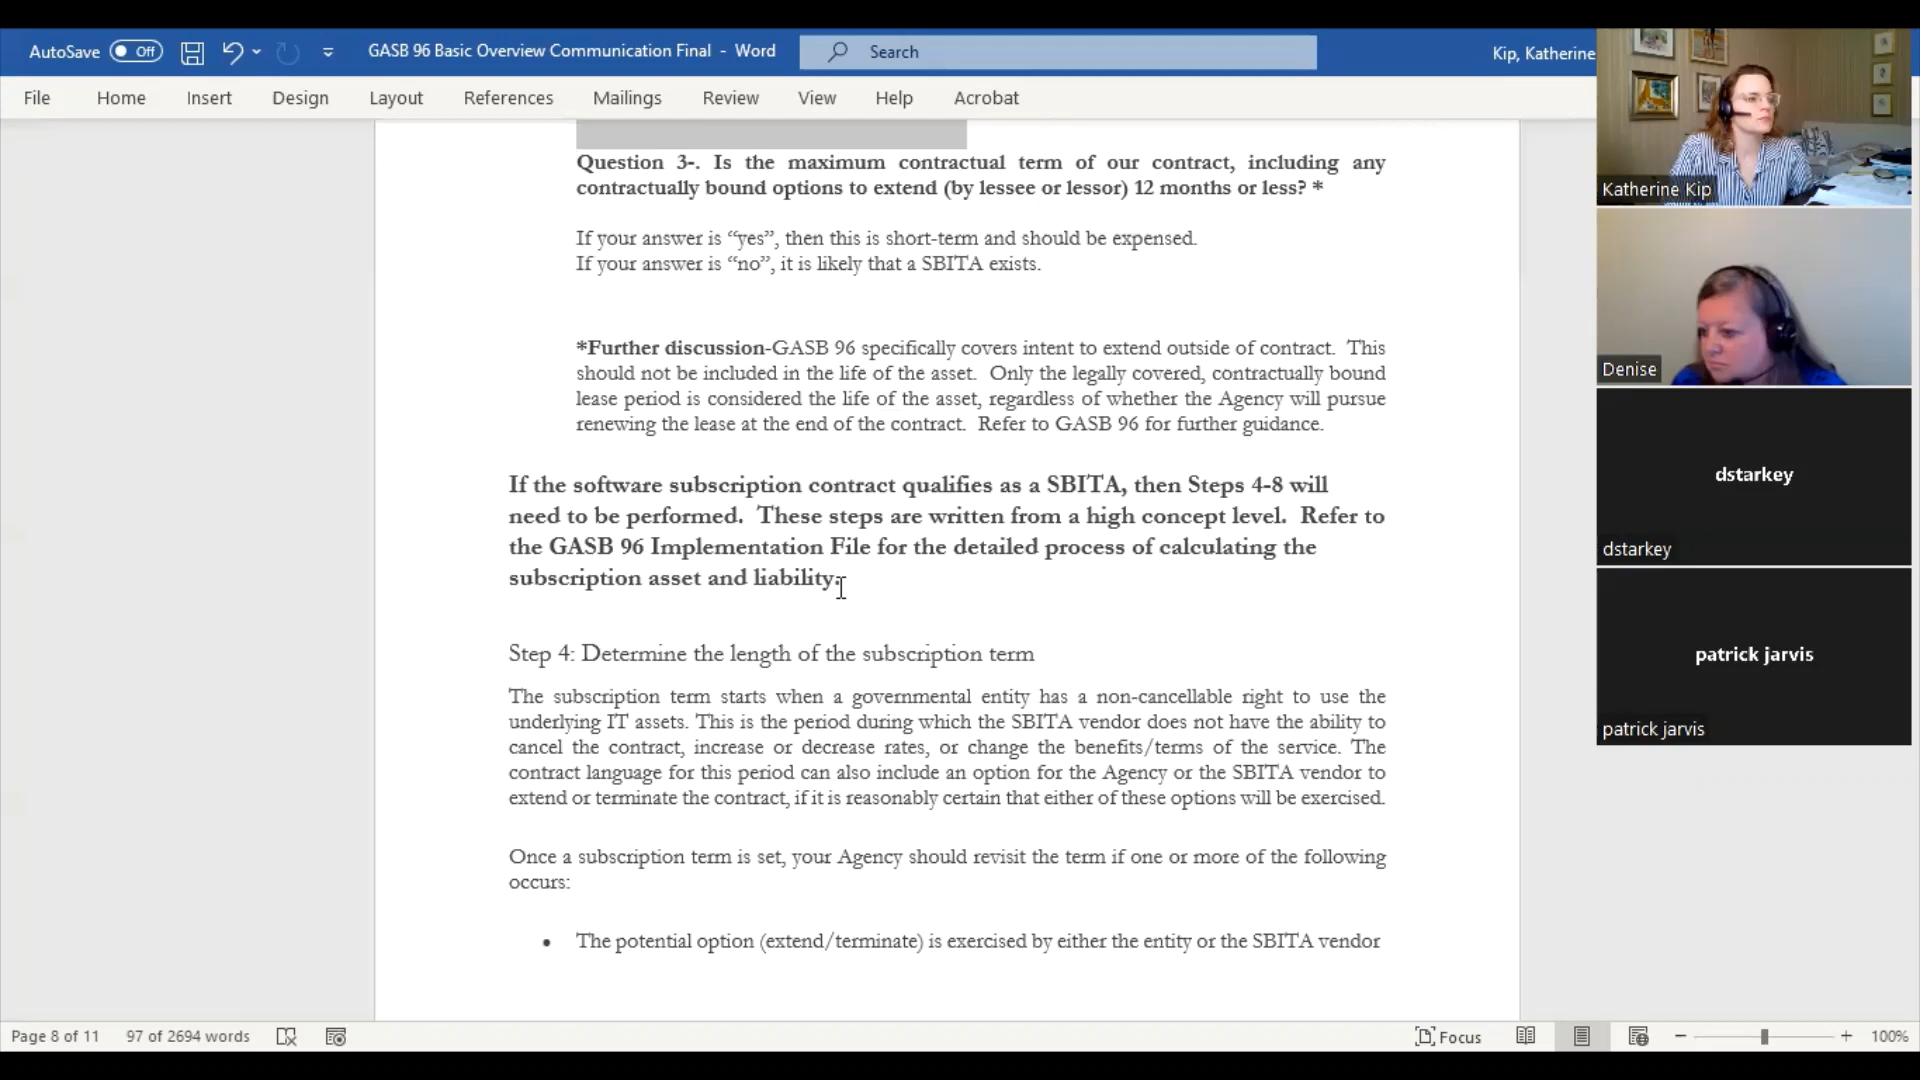 AutoSave Off GASB 96 Basic Overview Communication Final - Word Search Kip, Katherine
File Home Insert Design Layout References Mailings Review View Help Acrobat
Question 3-. Is the maximum contractual term of our contract, including any
contractually bound options to extend (by lessee or lessor) 12 months or less? *
If your answer is “yes”, then this is short-term and should be expensed.
If your answer is “no”, it is likely that a SBITA exists.
*Further discussion-GASB 96 specifically covers intent to extend outside of contract. This
should not be included in the life of the asset. Only the legally covered, contractually bound
lease period is considered the life of the asset, regardless of whether the Agency will pursue
renewing the lease at the end of the contract. Refer to GASB 96 for further guidance.
If the software subscription contract qualifies as a SBITA, then Steps 4-8 will
need to be performed. These steps are written from a high concept level. Refer to
the GASB 96 Implementation File for the detailed process of calculating the
subscription asset and liability.
Step 4: Determine the length of the subscription term
The subscription term starts when a governmental entity has a non-cancellable right to use the
underlying IT assets. This is the period during which the SBITA vendor does not have the ability to
cancel the contract, increase or decrease rates, or change the benefits/terms of the service. The
contract language for this period can also include an option for the Agency or the SBITA vendor to
extend or terminate the contract, if it is reasonably certain that either of these options will be exercised.
Once a subscription term is set, your Agency should revisit the term if one or more of the following
occurs:
• The potential option (extend/terminate) is exercised by either the entity or the SBITA vendor
Page 8 of 11 97 of 2694 words Focus 100%
Katherine Kip
Denise
dstarkey
dstarkey
patrick jarvis
patrick jarvis